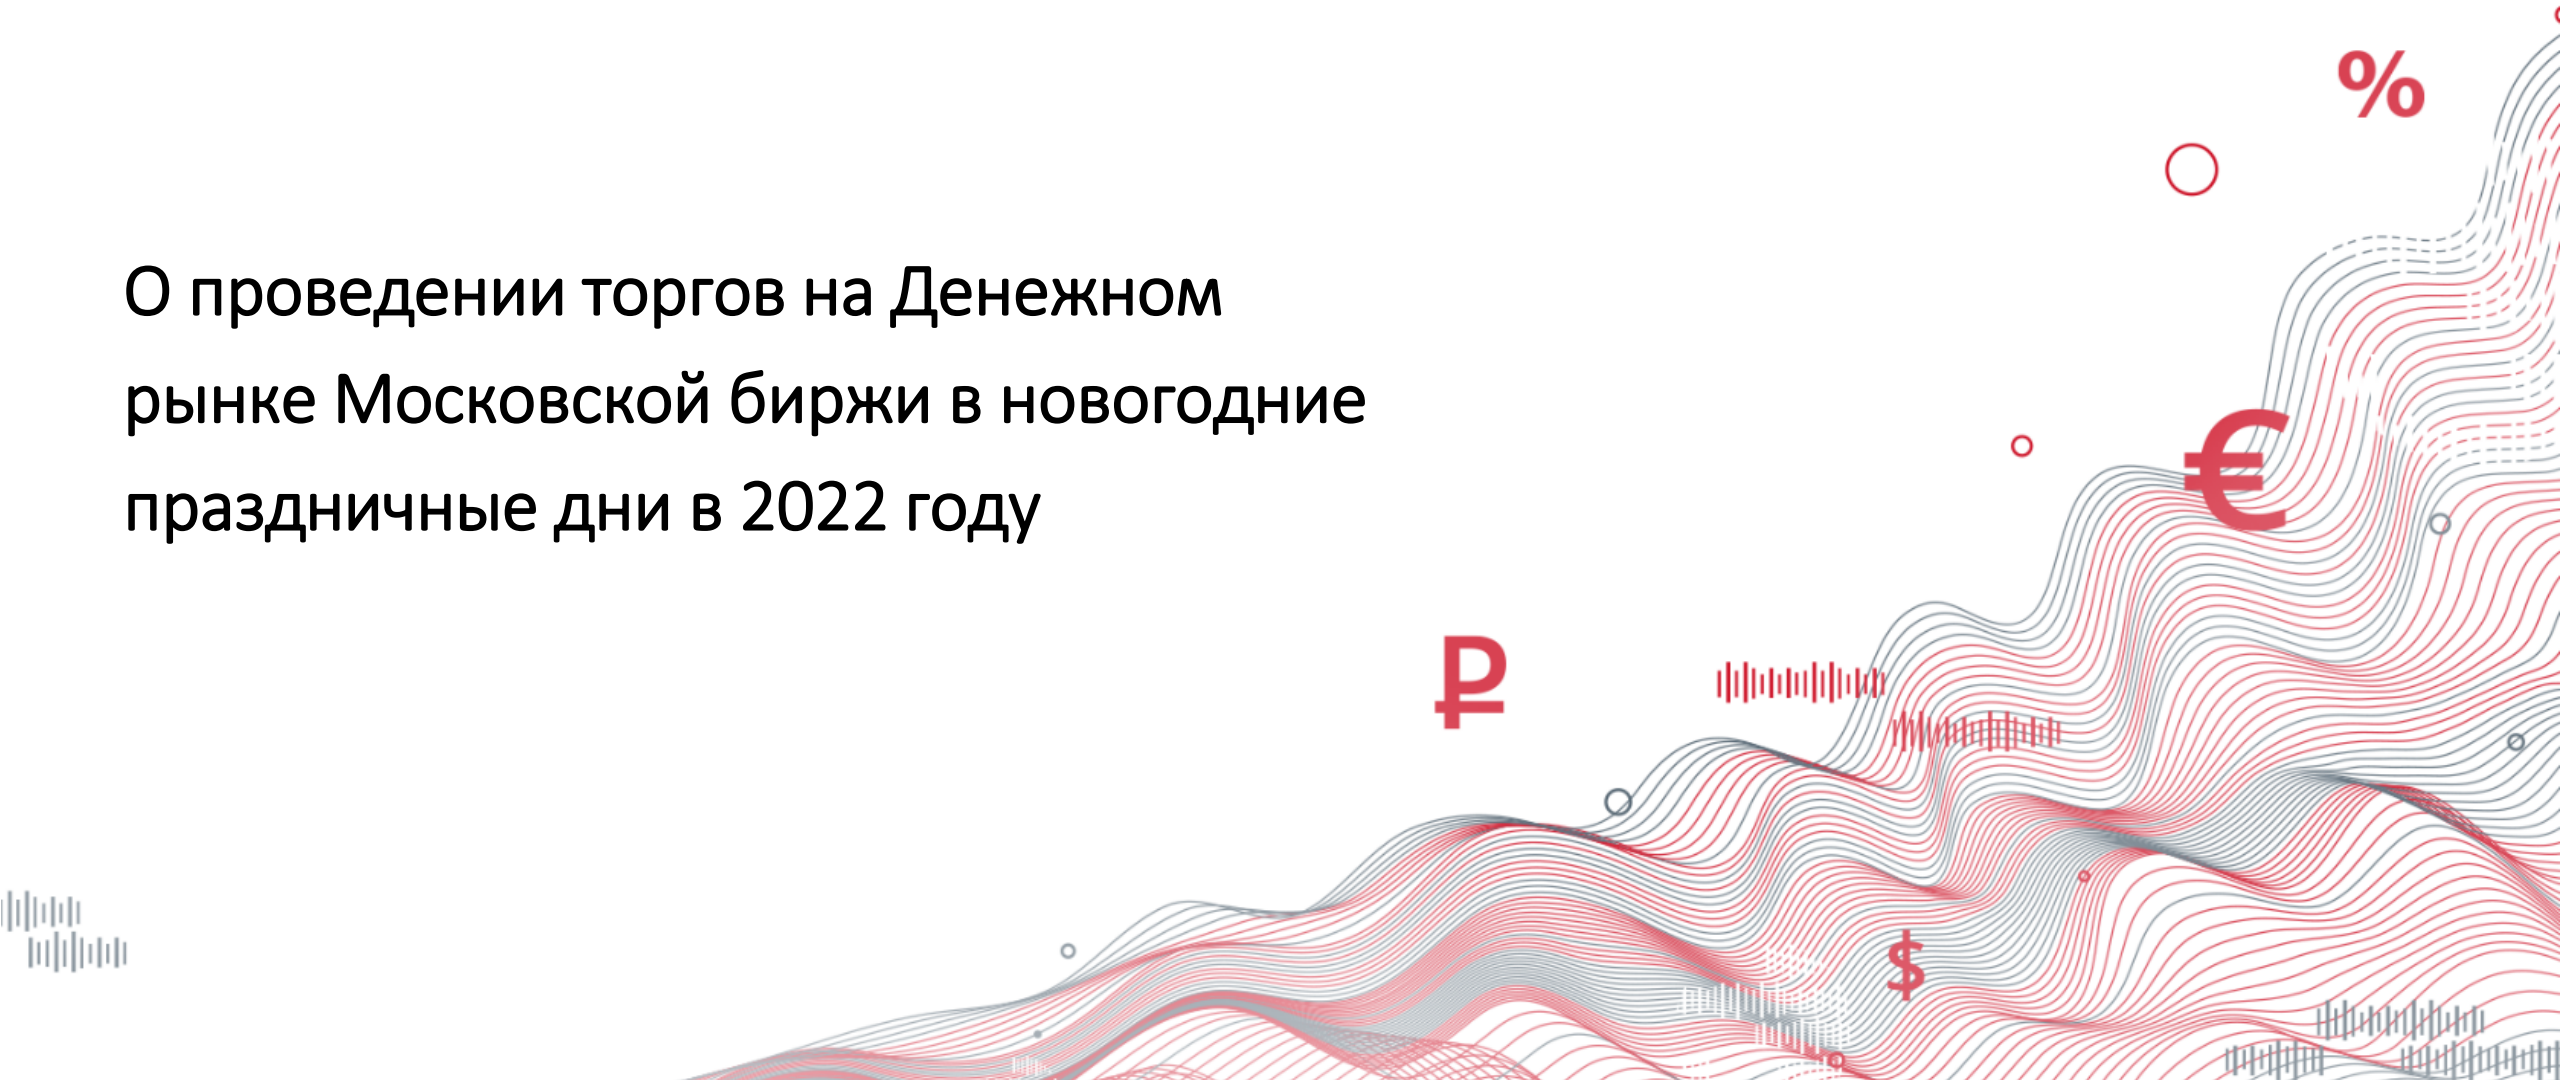 О проведении торгов на Денежном
рынке Московской биржи в новогодние
праздничные дни в 2022 году
%
€
₽
$